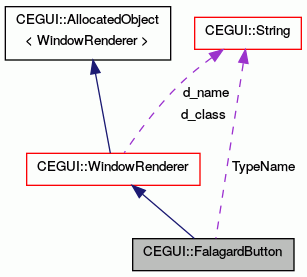 CEGUI::AllocatedObject
< WindowRenderer >
CEGUI::String
d_name
d_class
CEGUI::WindowRenderer
TypeName
CEGUI::FalagardButton